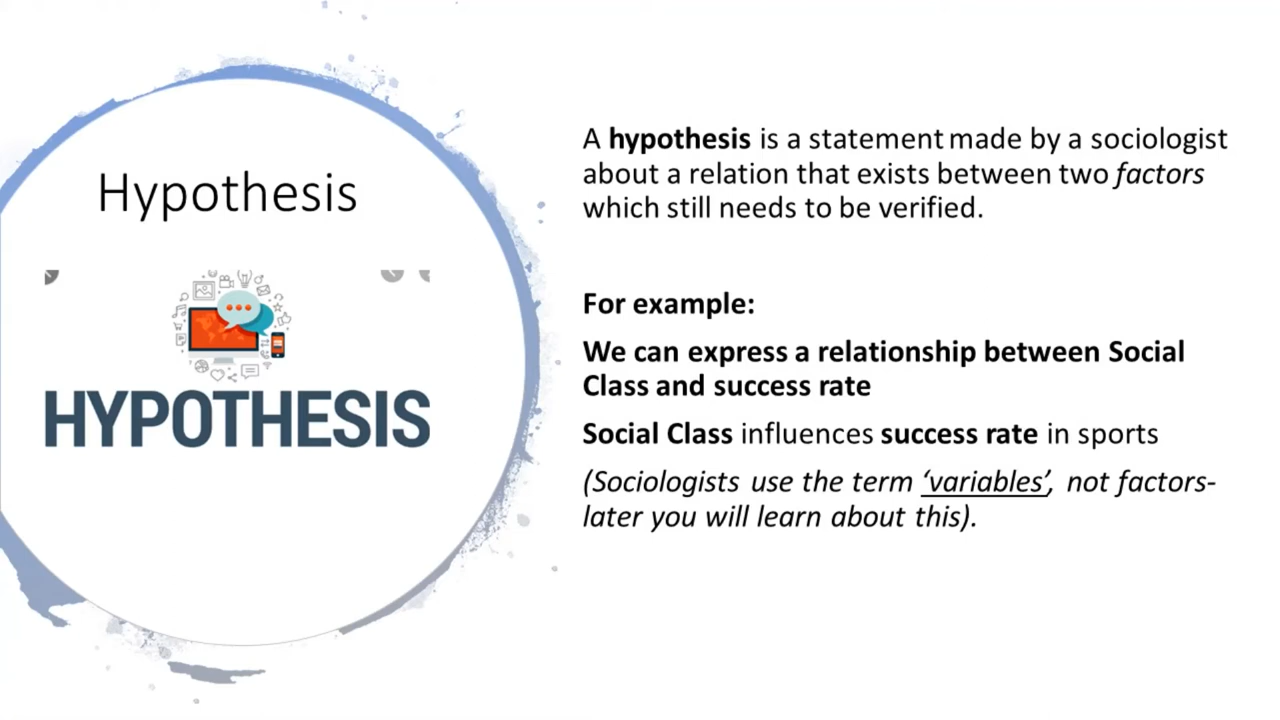 Hypothesis
HYPOTHESIS
A hypothesis is a statement made by a sociologist
about a relation that exists between two factors
which still needs to be verified.
For example:
We can express a relationship between Social
Class and success rate
Social Class influences success rate in sports
(Sociologists use the term ‘variables’, not factors-
later you will learn about this).